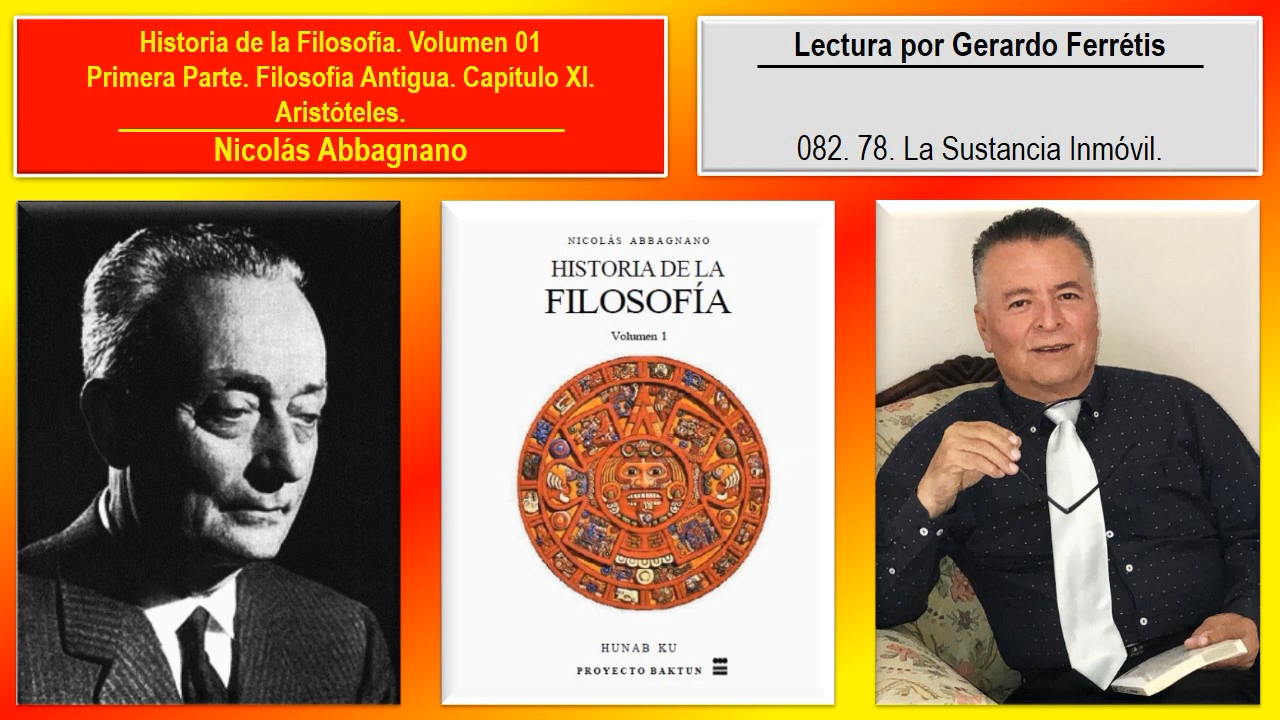 Historia de la Filosofía. Volumen 01
Primera Parte. Filosofía Antigua. Capítulo XI.
Aristóteles.
Nicolás Abbagnano
Lectura por Gerardo Ferrétis
082. 78. La Sustancia Inmóvil.
NICOLÁS ABBAGNANO
HISTORIA DE LA
FILOSOFÍA
Volumen 1
HUNAB KU
PROYECTO BAKTUN